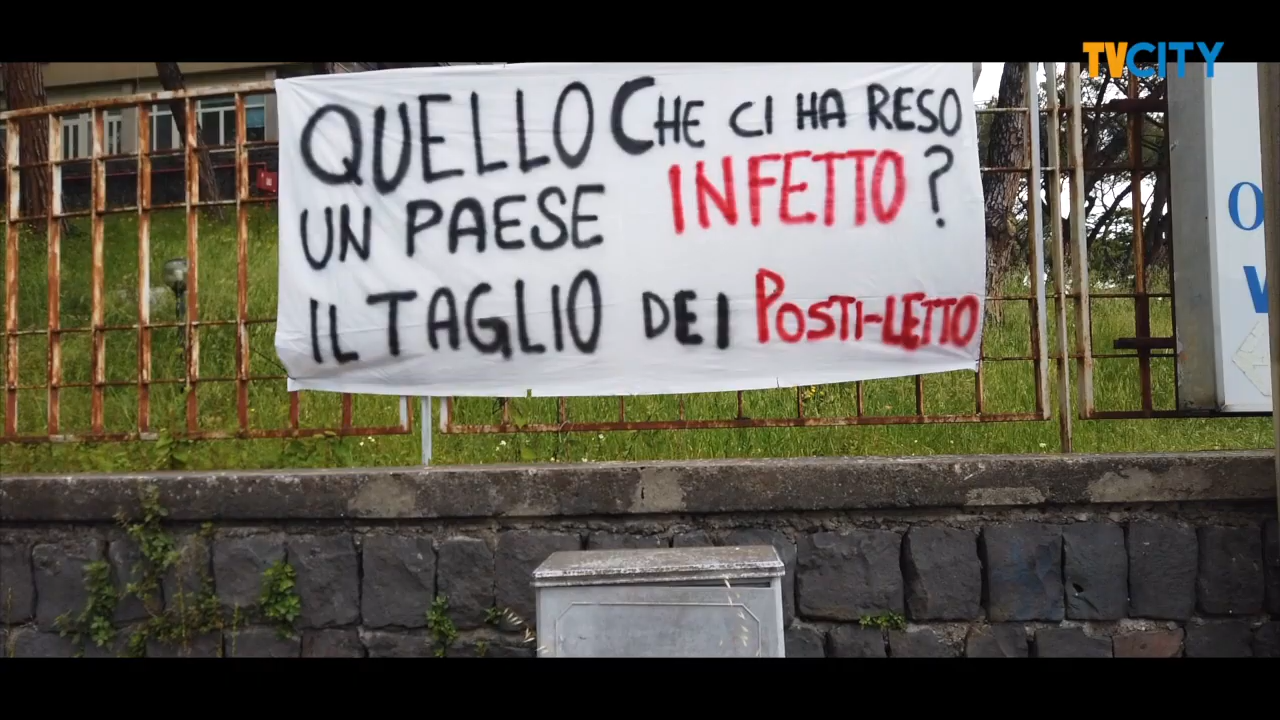 TVCITY
QUELLO CHE CI HA RESO
UN PAESE INFETTO?
IL TAGLIO DEI POSTI-LETTO